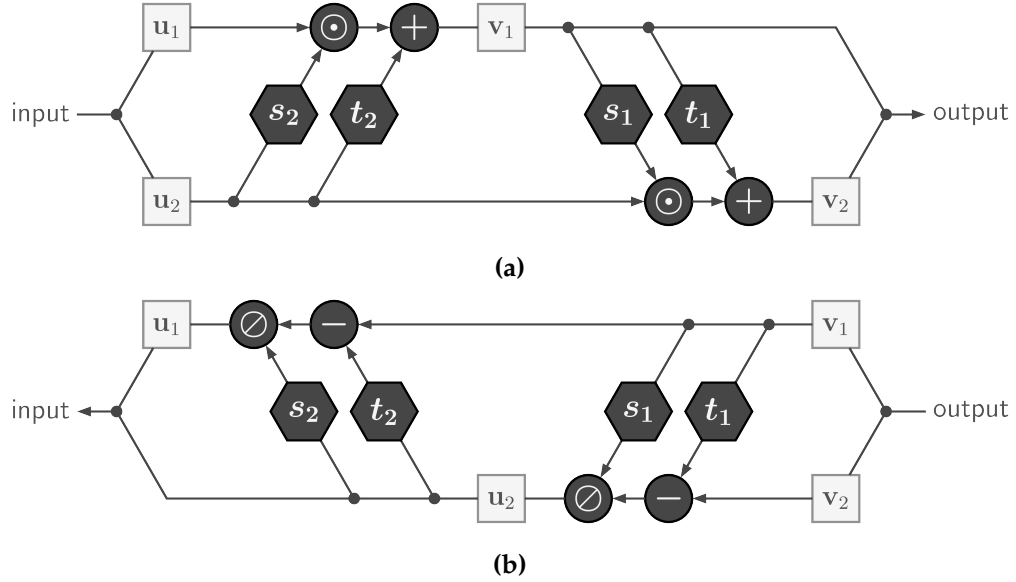 u1 ⊙ + v1
input s2 t2 s1 t1 output
u2 ⊙ + v2
(a)
u1 ⊘ − v1
input s2 t2 s1 t1 output
u2 ⊘ − v2
(b)